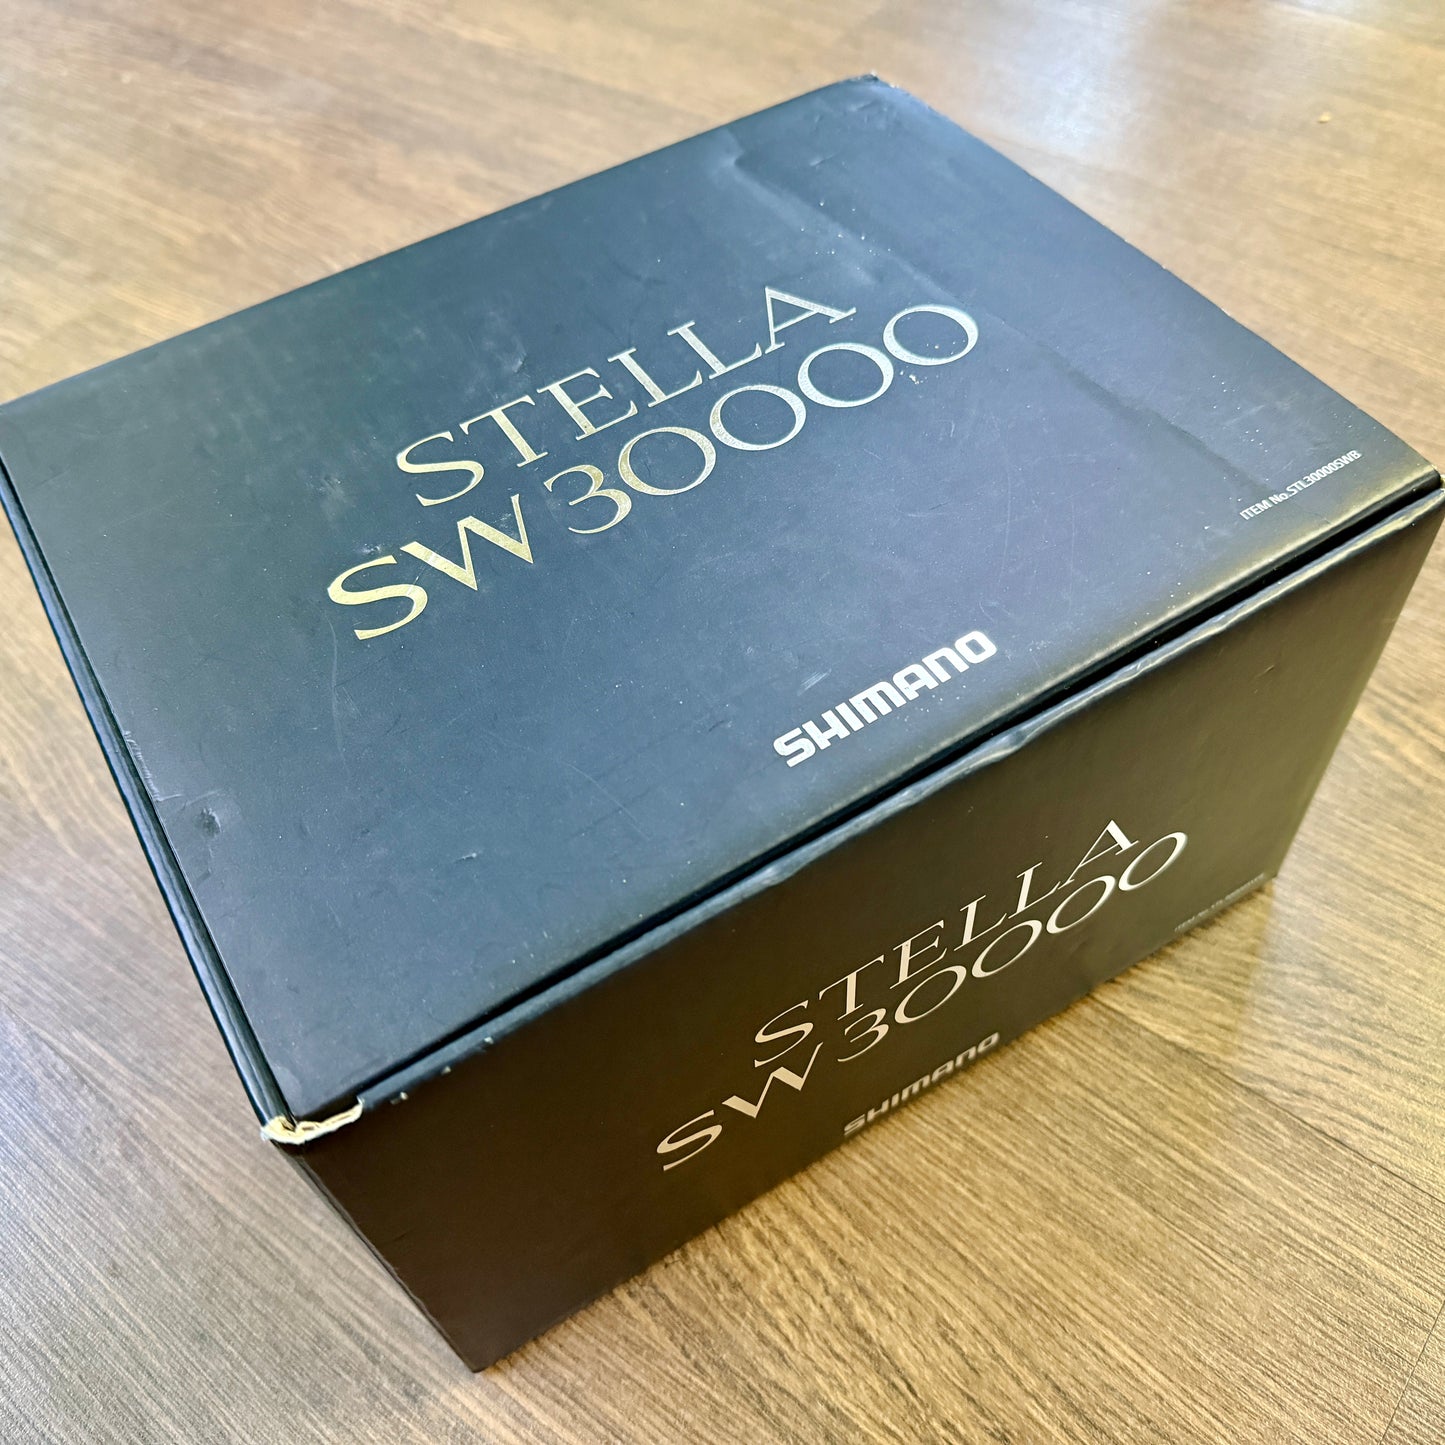 STELLA
SW 30000
ITEM No.STL30000SWB
SHIMANO
STELLA
SW 30000
SHIMANO